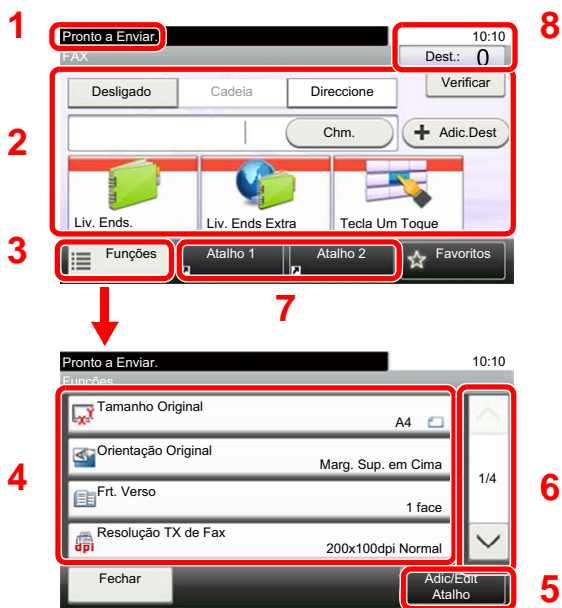 1
Pronto a Enviar.
10:10
8
FAX
Dest.: 0
Desligado
Cadeia
Direccione
Verificar
2
Chm.
+ Adic.Dest
Liv. Ends.
Liv. Ends Extra
Tecla Um Toque
3
Funções
Atalho 1
Atalho 2
Favoritos
7
Pronto a Enviar.
10:10
Funções
Tamanho Original
A4
Orientação Original
Marg. Sup. em Cima
4
1/4
6
Frt. Verso
1 face
Resolução TX de Fax
dpi
200x100dpi Normal
Fechar
Adic/Edit
Atalho
5